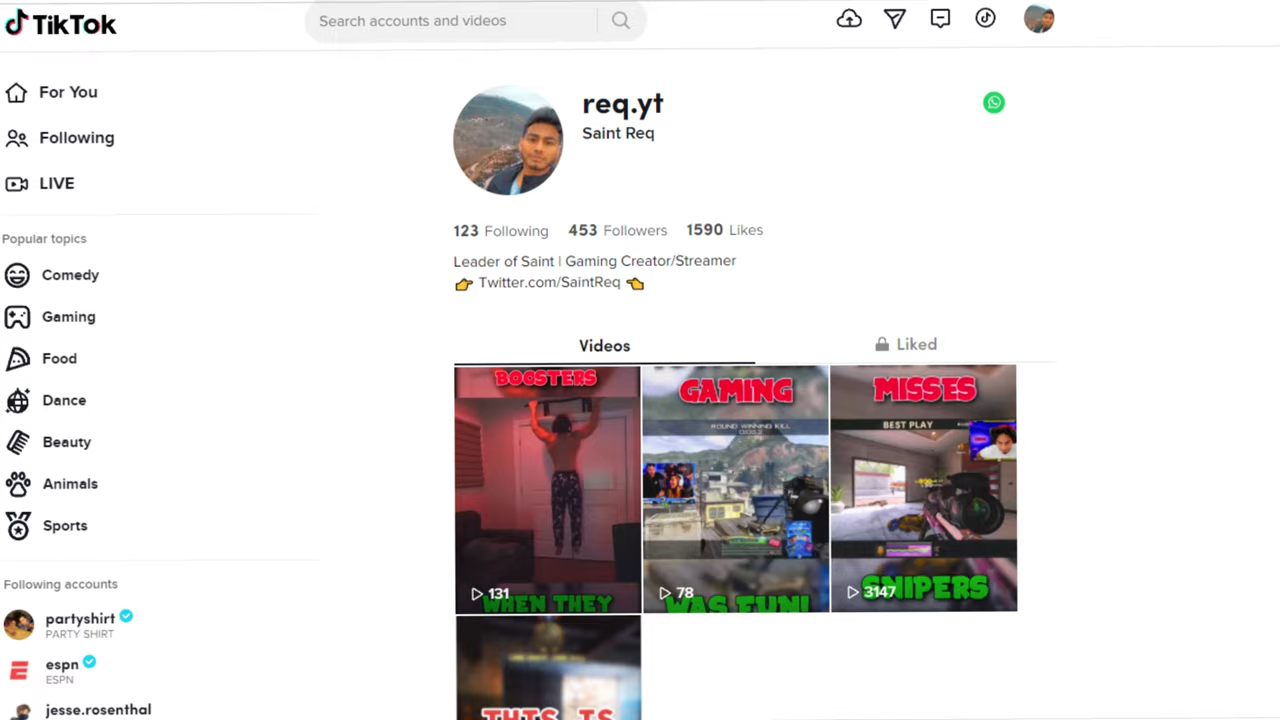 TikTok
Search accounts and videos
For You
Following
LIVE
Popular topics
Comedy
Gaming
Food
Dance
Beauty
Animals
Sports
Following accounts
partyshirt
PARTY SHIRT
espn
ESPN
jesse.rosenthal
req.yt
Saint Req
123 Following 453 Followers 1590 Likes
Leader of Saint | Gaming Creator/Streamer
👉 Twitter.com/SaintReq 👈
Videos
Liked
BOOSTERS
131
WHEN THEY
GAMING
ROUND WINNING KILL
78
WAS FUN!
MISSES
BEST PLAY
3147
SNIPERS
THIS IS